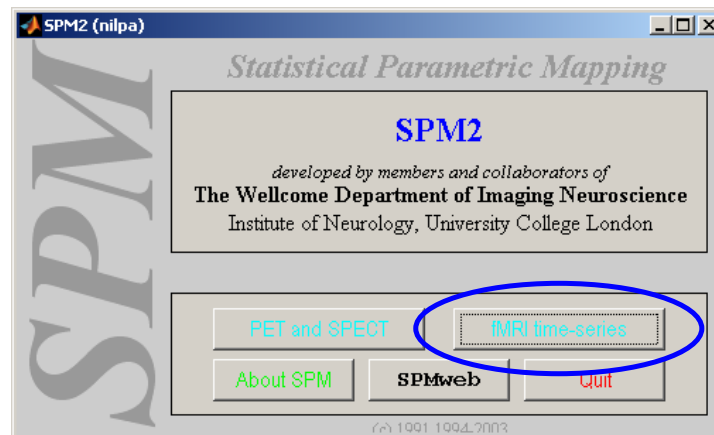 SPM2 (nilpa)
SPM
Statistical Parametric Mapping
SPM2
developed by members and collaborators of
The Wellcome Department of Imaging Neuroscience
Institute of Neurology, University College London
PET and SPECT fMRI time-series
About SPM SPMweb Quit
(c) 1991,1994-2003